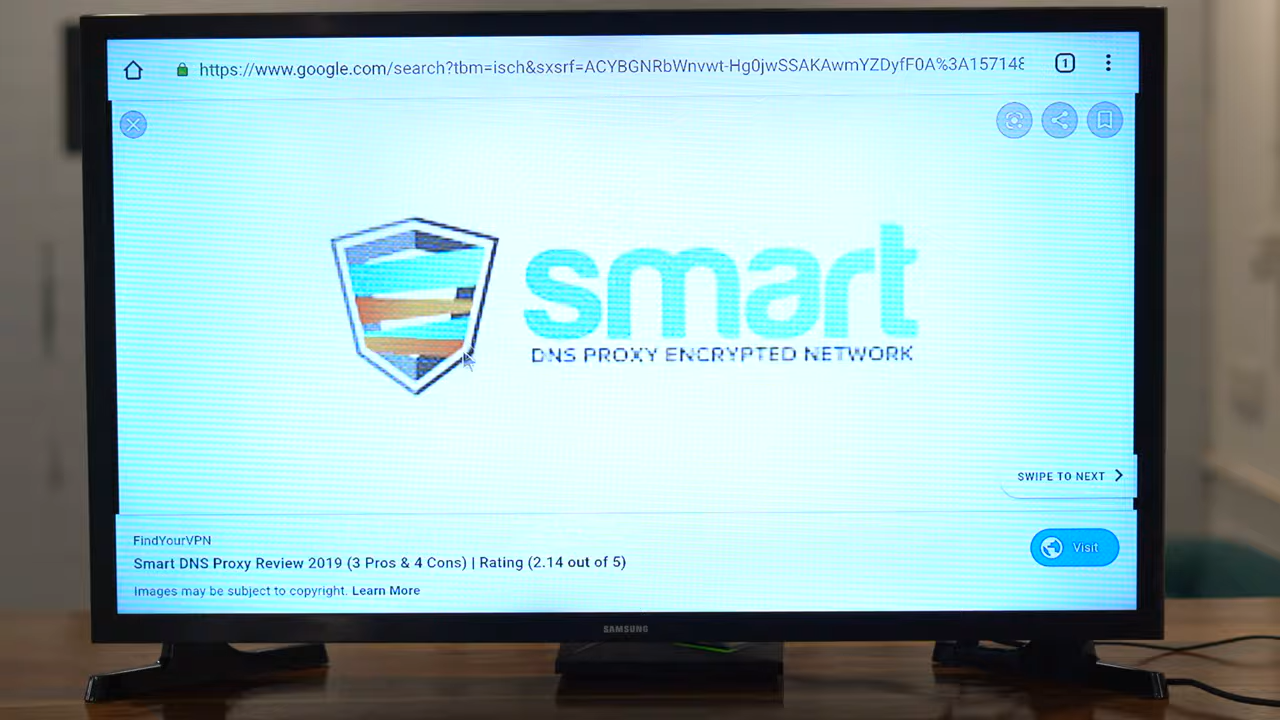 https://www.google.com/search?tbm=isch&sxsrf=ACYBGNRbWnvwt-Hg0jwSSAKAwmYZDyfF0A%3A157148
1
smart
DNS PROXY ENCRYPTED NETWORK
SWIPE TO NEXT
FindYourVPN
Smart DNS Proxy Review 2019 (3 Pros & 4 Cons) | Rating (2.14 out of 5)
Visit
Images may be subject to copyright. Learn More
SAMSUNG